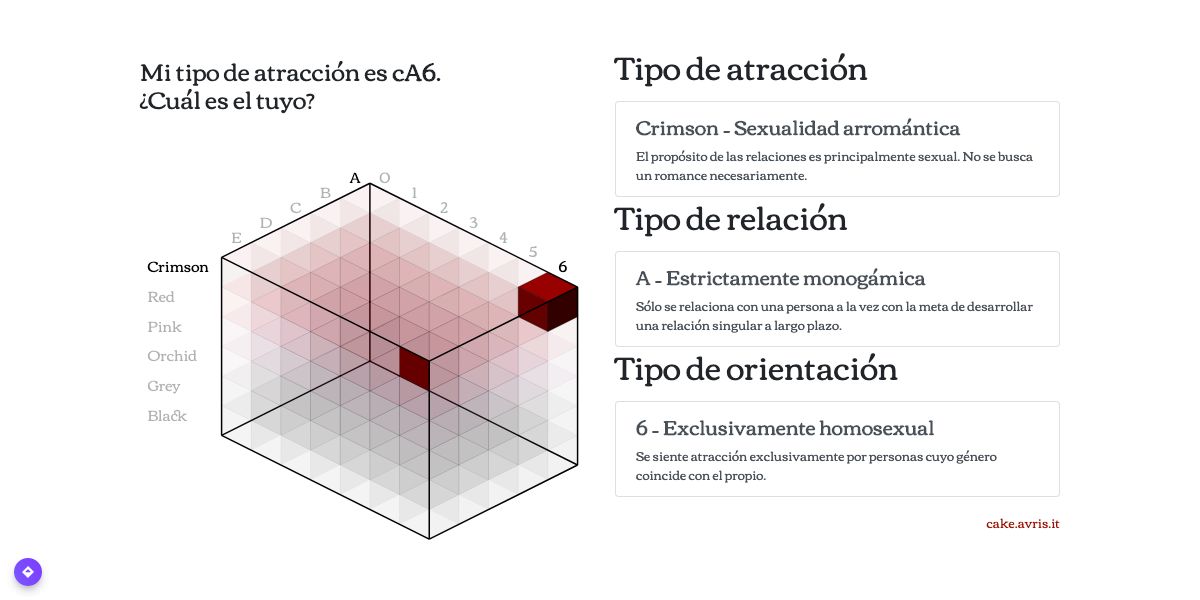 Mi tipo de atracción es cA6.
¿Cuál es el tuyo?
A
B
C
D
E
0
1
2
3
4
5
6
Crimson
Red
Pink
Orchid
Grey
Black
Tipo de atracción
Crimson - Sexualidad arromántica
El propósito de las relaciones es principalmente sexual. No se busca
un romance necesariamente.
Tipo de relación
A - Estrictamente monogámica
Sólo se relaciona con una persona a la vez con la meta de desarrollar
una relación singular a largo plazo.
Tipo de orientación
6 - Exclusivamente homosexual
Se siente atracción exclusivamente por personas cuyo género
coincide con el propio.
cake.avris.it